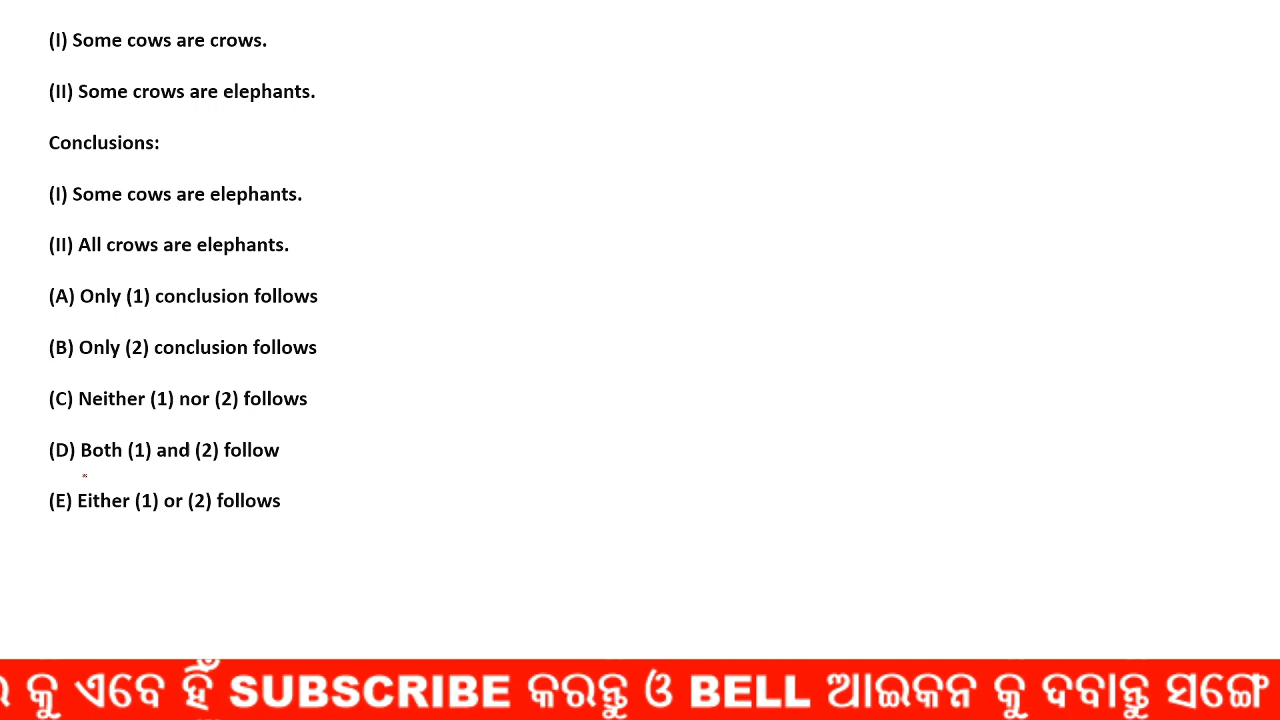 (I) Some cows are crows.
(II) Some crows are elephants.
Conclusions:
(I) Some cows are elephants.
(II) All crows are elephants.
(A) Only (1) conclusion follows
(B) Only (2) conclusion follows
(C) Neither (1) nor (2) follows
(D) Both (1) and (2) follow
(E) Either (1) or (2) follows
କୁ ଏବେ ହିଁ SUBSCRIBE କରନ୍ତୁ ଓ BELL ଆଇକନ କୁ ଦବାନ୍ତୁ ସଙ୍ଗେ